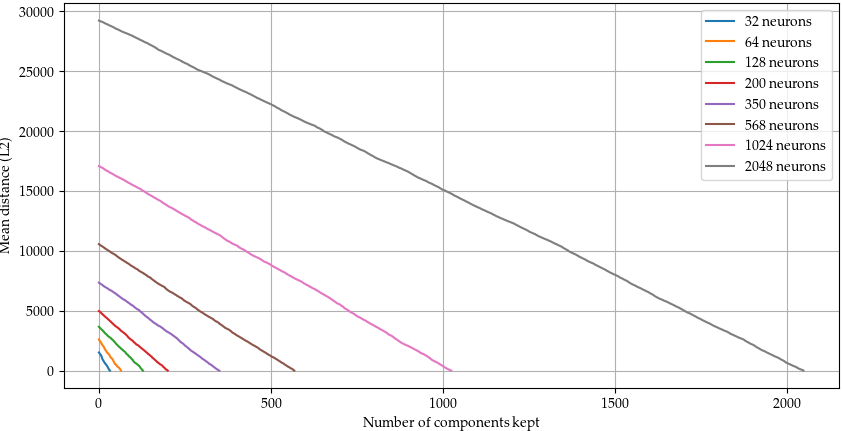 30000
25000
20000
15000
10000
5000
0
Mean distance (L2)
0 500 1000 1500 2000
Number of components kept
32 neurons
64 neurons
128 neurons
200 neurons
350 neurons
568 neurons
1024 neurons
2048 neurons